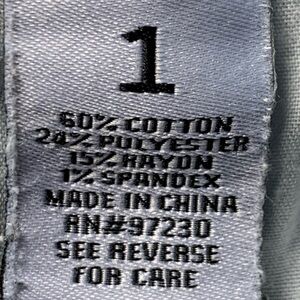 1
60% COTTON
24% POLYESTER
15% RAYON
1% SPANDEX
MADE IN CHINA
RN#97230
SEE REVERSE
FOR CARE